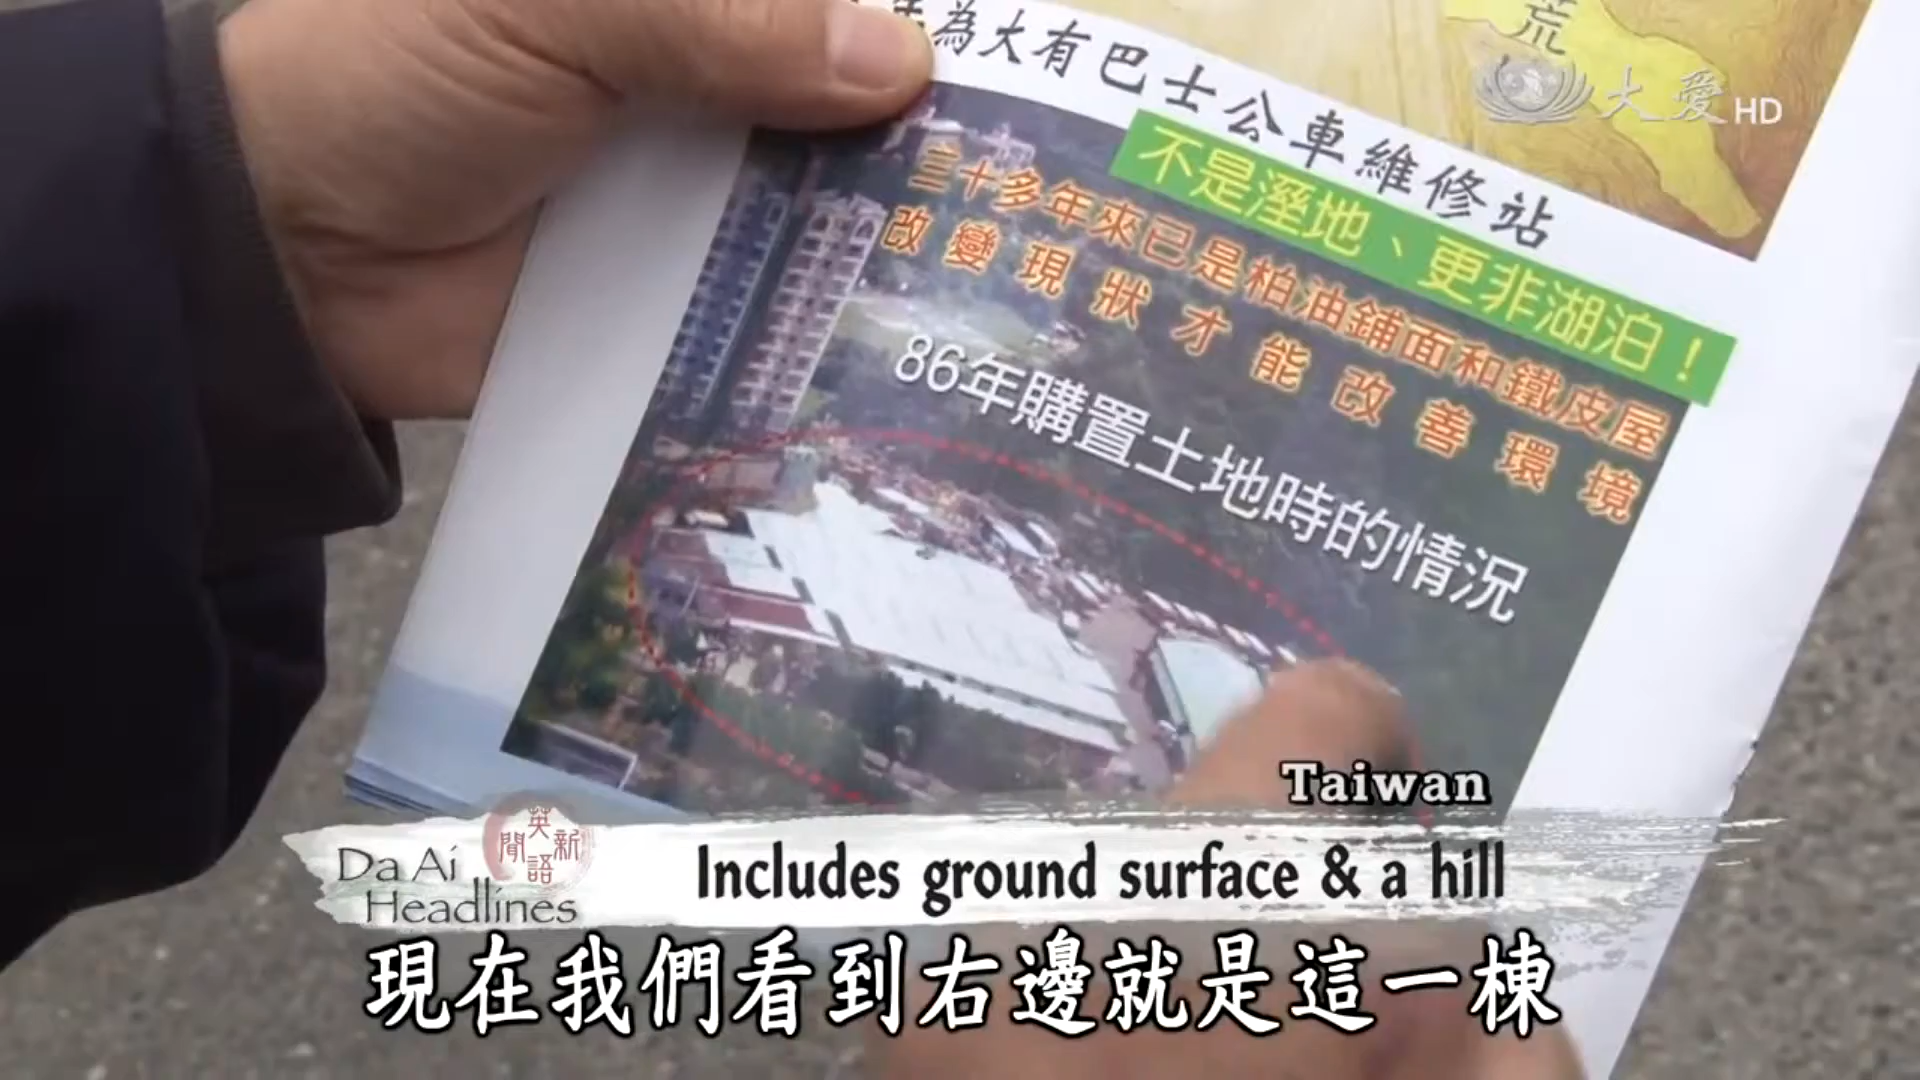 荒
大愛HD
為大有巴士公車維修站
不是溼地、更非湖泊！
三十多年來已是柏油鋪面和鐵皮屋
改變現狀才能改善環境
86年購置土地時的情況
Taiwan
Da Ai
Headlines
英語新聞
Includes ground surface & a hill
現在我們看到右邊就是這一棟